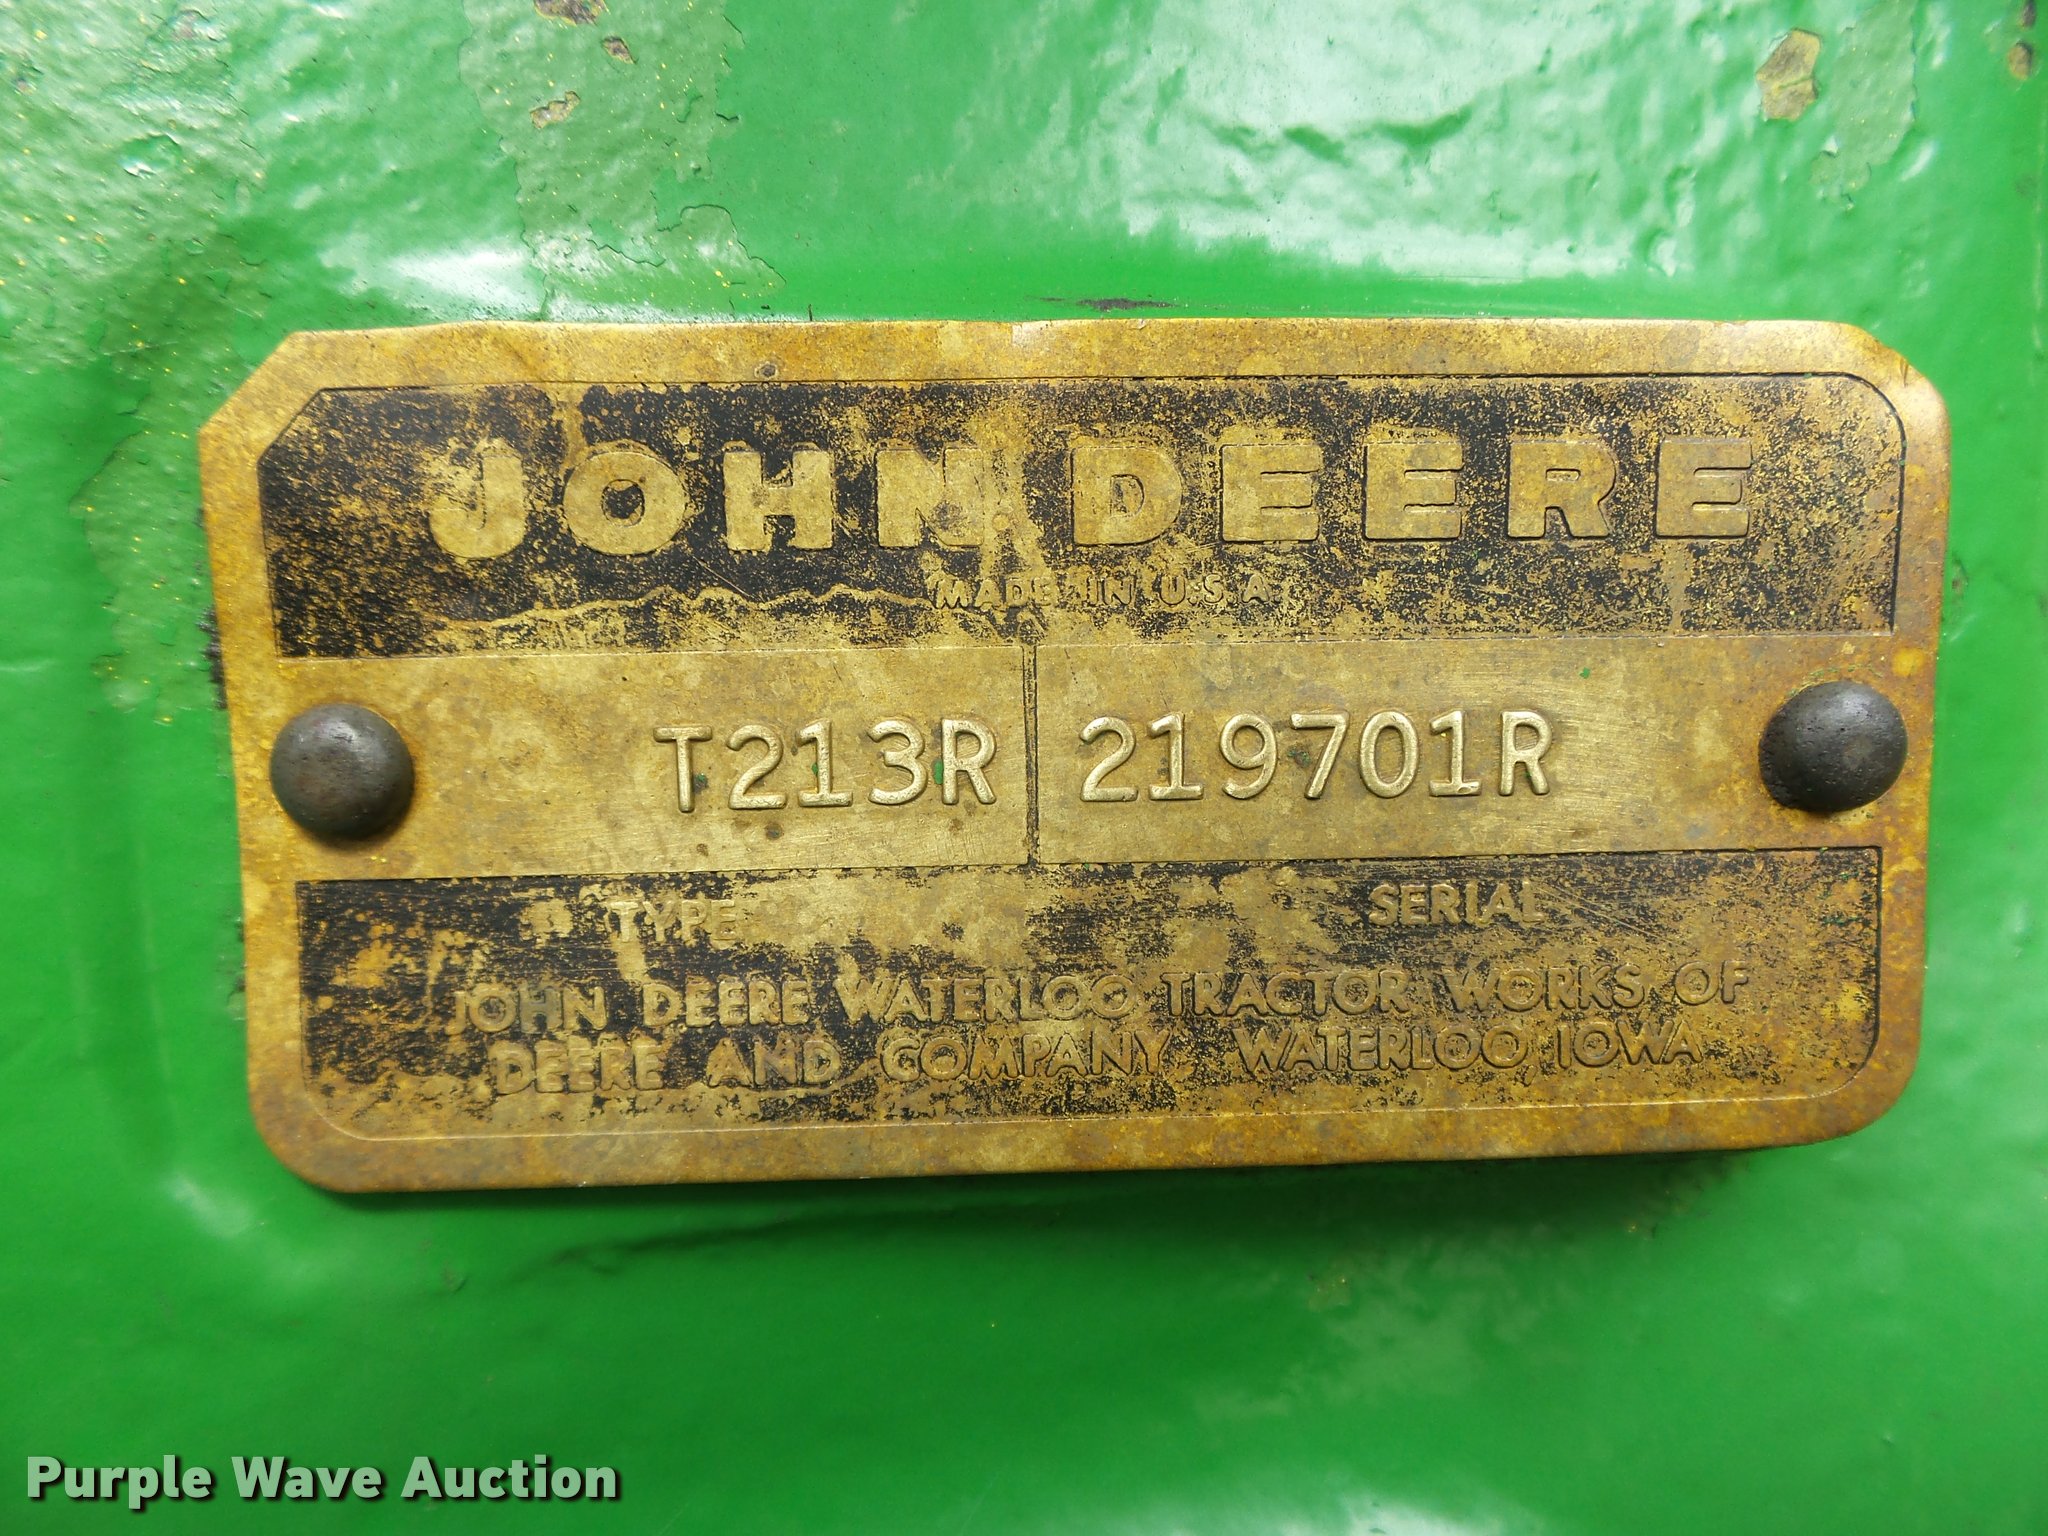 JOHN DEERE
MADE IN U.S.A.
T213R 219701R
TYPE SERIAL
JOHN DEERE WATERLOO TRACTOR WORKS OF
DEERE AND COMPANY, WATERLOO, IOWA
Purple Wave Auction